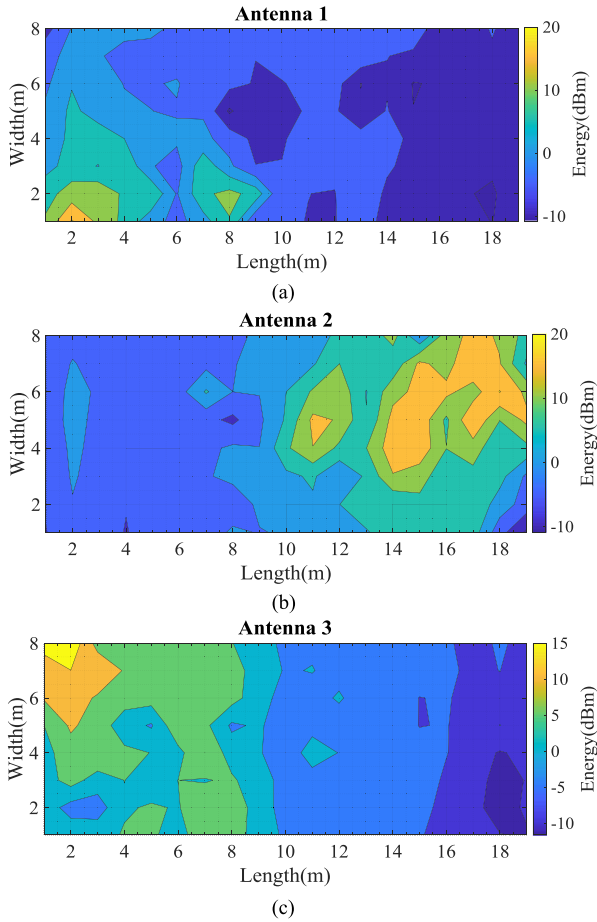 Antenna 1
8
6
4
2
Width(m)
2 4 6 8 10 12 14 16 18
Length(m)
20
10
0
-10
Energy(dBm)
(a)
Antenna 2
8
6
4
2
Width(m)
2 4 6 8 10 12 14 16 18
Length(m)
20
10
0
-10
Energy(dBm)
(b)
Antenna 3
8
6
4
2
Width(m)
2 4 6 8 10 12 14 16 18
Length(m)
15
10
5
0
-5
-10
Energy(dBm)
(c)